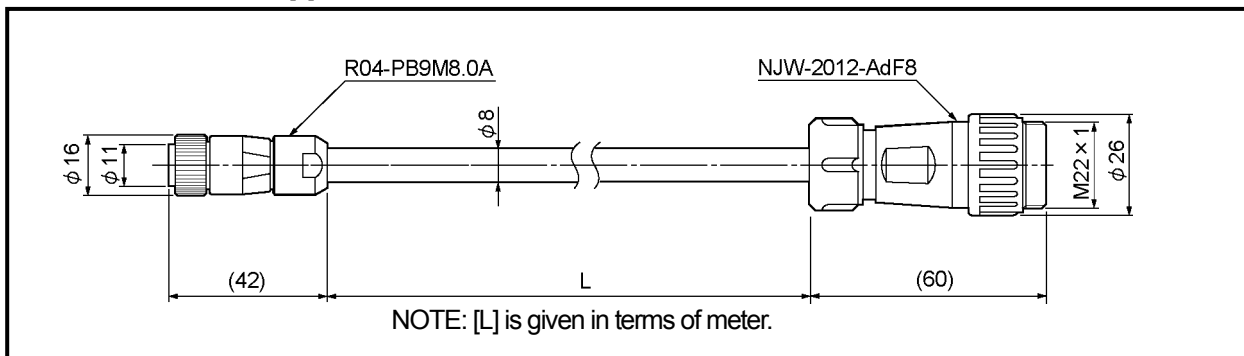 R04-PB9M8.0A
NJW-2012-AdF8
φ16
φ11
φ8
M22×1
φ26
(42)
L
(60)
NOTE: [L] is given in terms of meter.